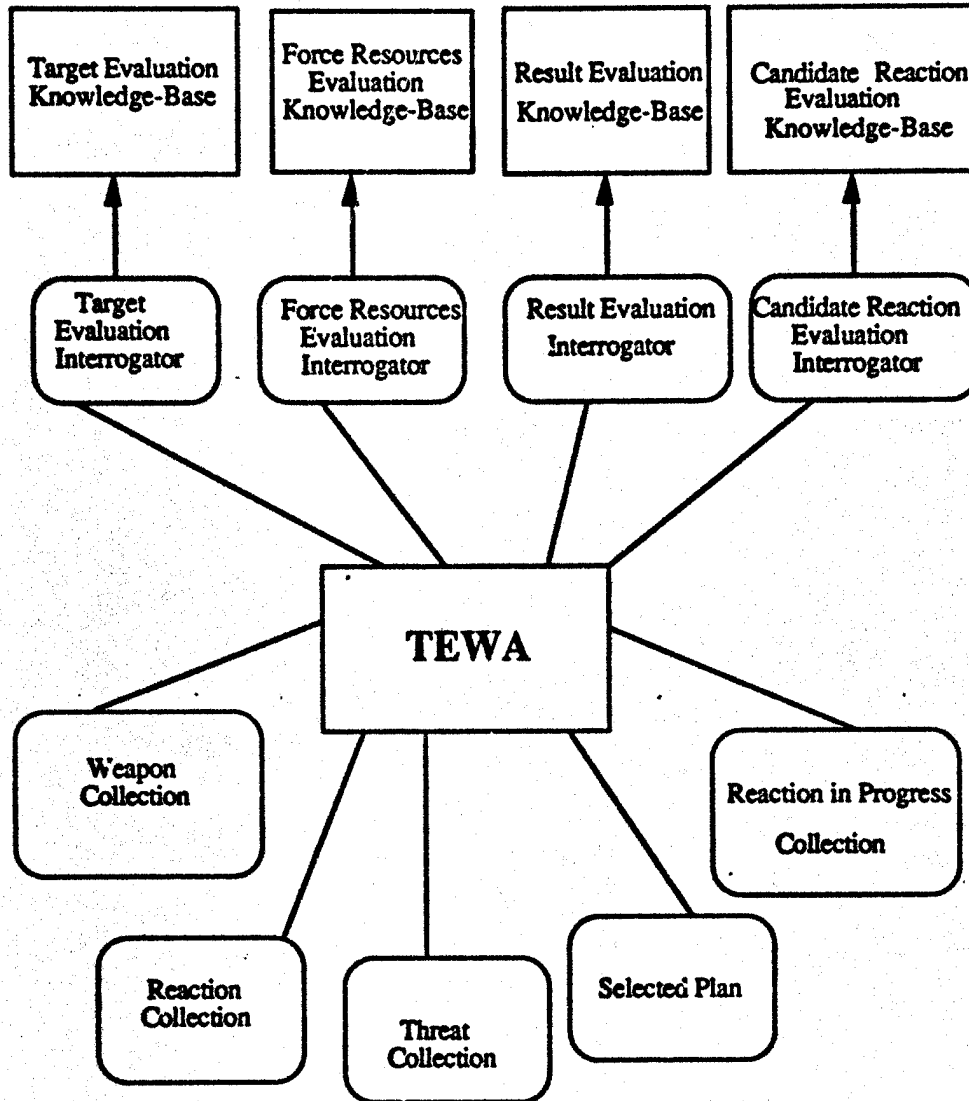 Target Evaluation
Knowledge-Base
Force Resources
Evaluation
Knowledge-Base
Result Evaluation
Knowledge-Base
Candidate Reaction
Evaluation
Knowledge-Base
Target
Evaluation
Interrogator
Force Resources
Evaluation
Interrogator
Result Evaluation
Interrogator
Candidate Reaction
Evaluation
Interrogator
TEWA
Weapon
Collection
Reaction in Progress
Collection
Reaction
Collection
Threat
Collection
Selected Plan